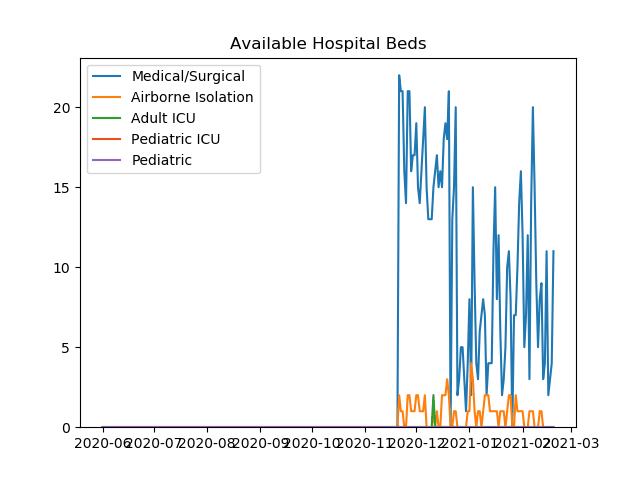 Available Hospital Beds
Medical/Surgical
Airborne Isolation
Adult ICU
Pediatric ICU
Pediatric
20
15
10
5
0
2020-06 2020-07 2020-08 2020-09 2020-10 2020-11 2020-12 2021-01 2021-02 2021-03